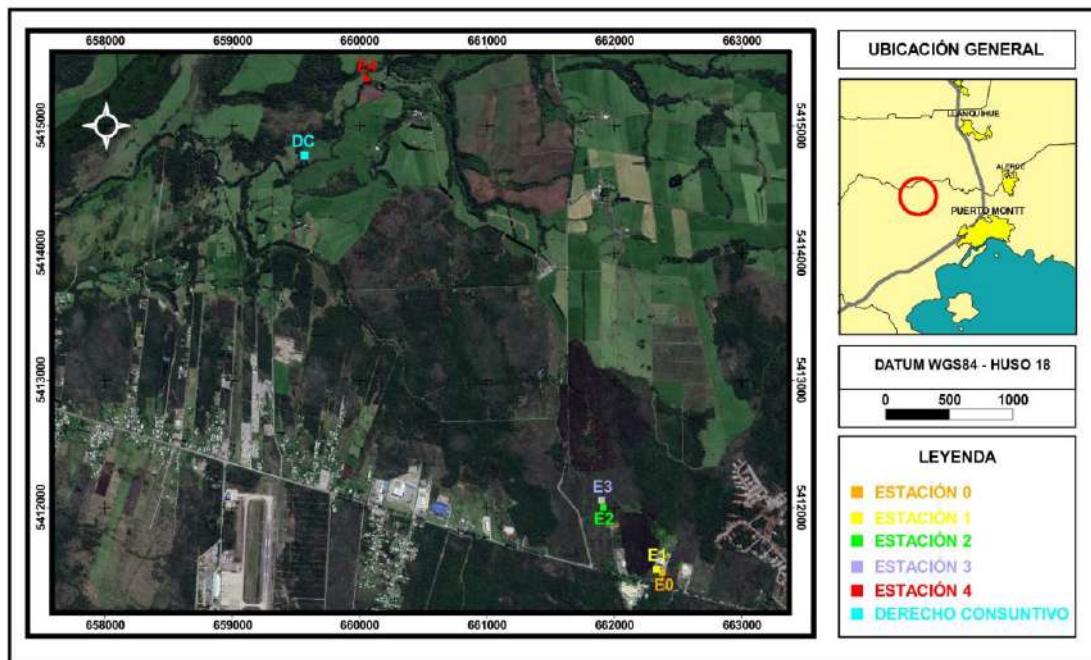 658000 659000 660000 661000 662000 663000
5415000
5414000
5413000
5412000
DC
E3
E2
E1
E0
5415000
5414000
5413000
5412000
658000 659000 660000 661000 662000 663000
UBICACIÓN GENERAL
LLANQUIHUE
ALERCE
PUERTO MONTT
DATUM WGS84 - HUSO 18
0 500 1000
LEYENDA
ESTACIÓN 0
ESTACIÓN 1
ESTACIÓN 2
ESTACIÓN 3
ESTACIÓN 4
DERECHO CONSUNTIVO